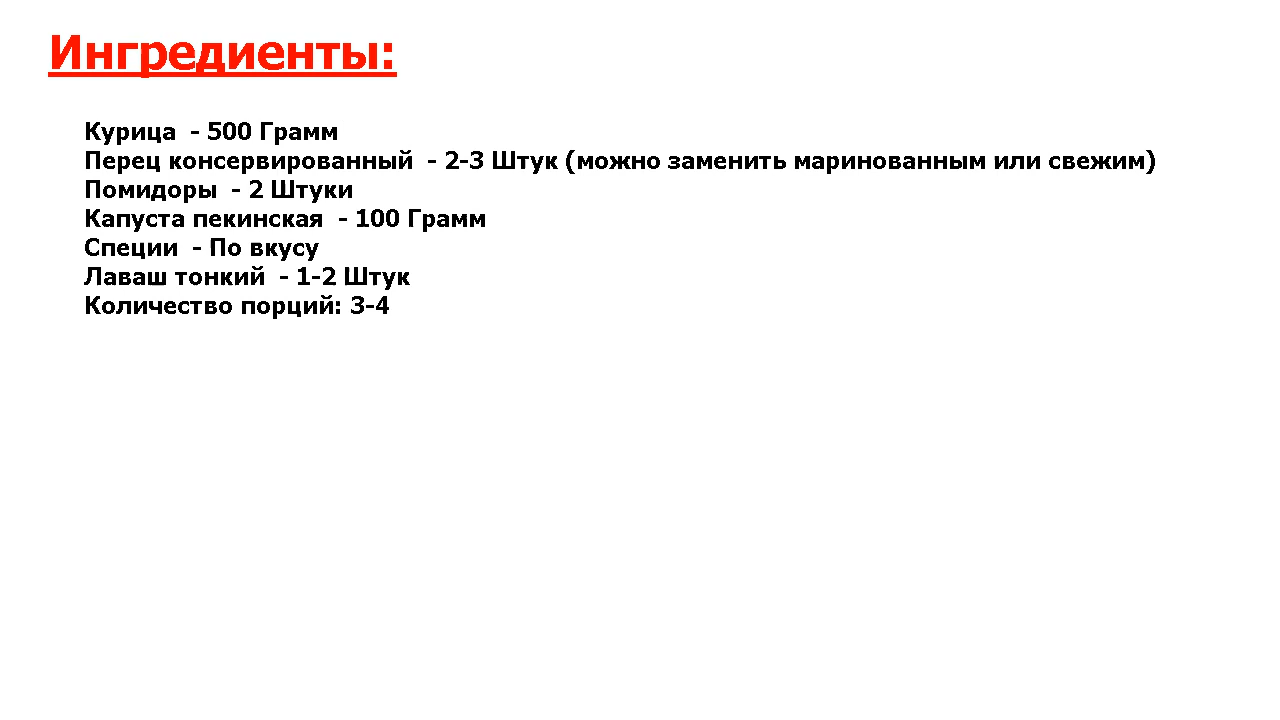 Ингредиенты:
Курица  - 500 Грамм
Перец консервированный  - 2-3 Штук (можно заменить маринованным или свежим)
Помидоры  - 2 Штуки
Капуста пекинская  - 100 Грамм
Специи  - По вкусу
Лаваш тонкий  - 1-2 Штук
Количество порций: 3-4